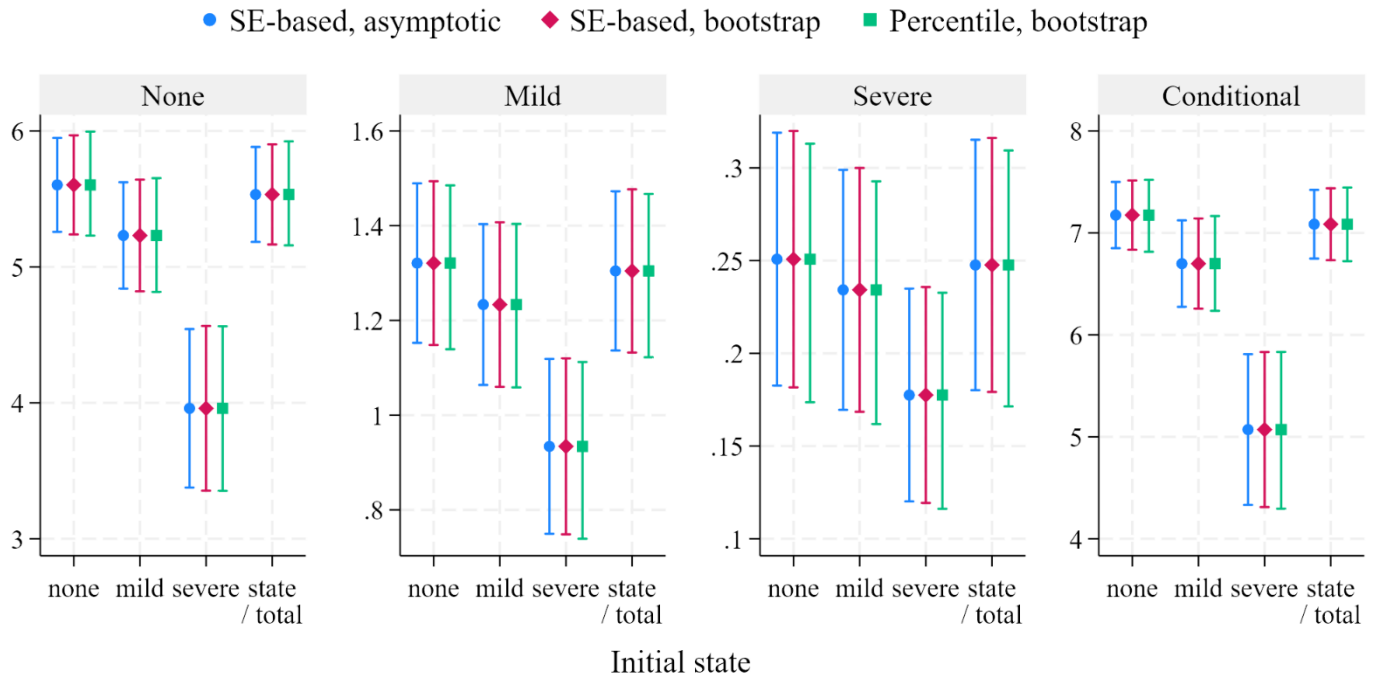 SE-based, asymptotic SE-based, bootstrap Percentile, bootstrap
None
6
5
4
3
none mild severe state
/ total
Mild
1.6
1.4
1.2
1
.8
none mild severe state
/ total
Severe
.3
.25
.2
.15
.1
none mild severe state
/ total
Conditional
8
7
6
5
4
none mild severe state
/ total
Initial state